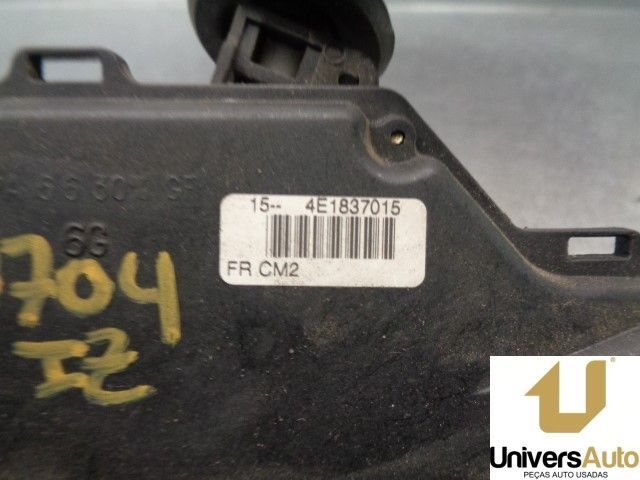 15-- 4E1837015
FR CM2
6G
704
IZ
UniversAuto
PEÇAS AUTO USADAS